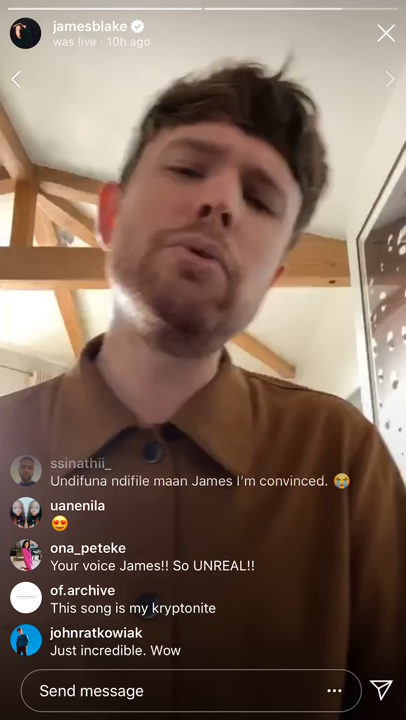 jamesblake
was live · 10h ago
ssinathii_
Undifuna ndifile maan James I'm convinced. 😭
uanenila
😍
ona_peteke
Your voice James!! So UNREAL!!
of.archive
This song is my kryptonite
johnratkowiak
Just incredible. Wow
Send message